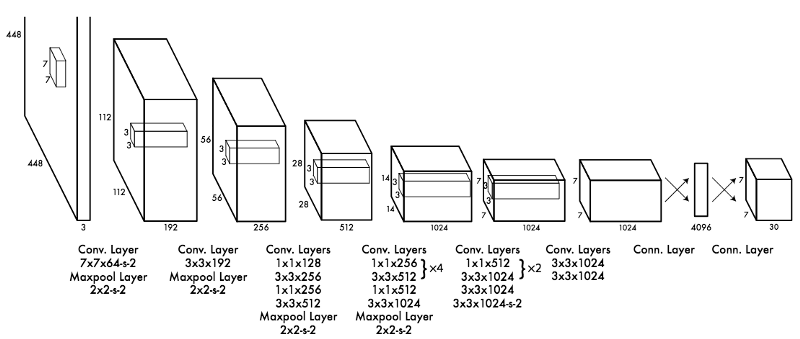 448
7
7
448
3
112
3
3
112
192
56
3
3
56
256
28
3
3
28
512
14
3
3
14
1024
7
3
3
7
1024
7
7
1024
4096
7
7
30
Conv. Layer
7x7x64-s-2
Maxpool Layer
2x2-s-2
Conv. Layer
3x3x192
Maxpool Layer
2x2-s-2
Conv. Layers
1x1x128
3x3x256
1x1x256
3x3x512
Maxpool Layer
2x2-s-2
Conv. Layers
1x1x256
3x3x512
}×4
1x1x512
3x3x1024
Maxpool Layer
2x2-s-2
Conv. Layers
1x1x512
3x3x1024
}×2
3x3x1024
3x3x1024-s-2
Conv. Layers
3x3x1024
3x3x1024
Conn. Layer
Conn. Layer